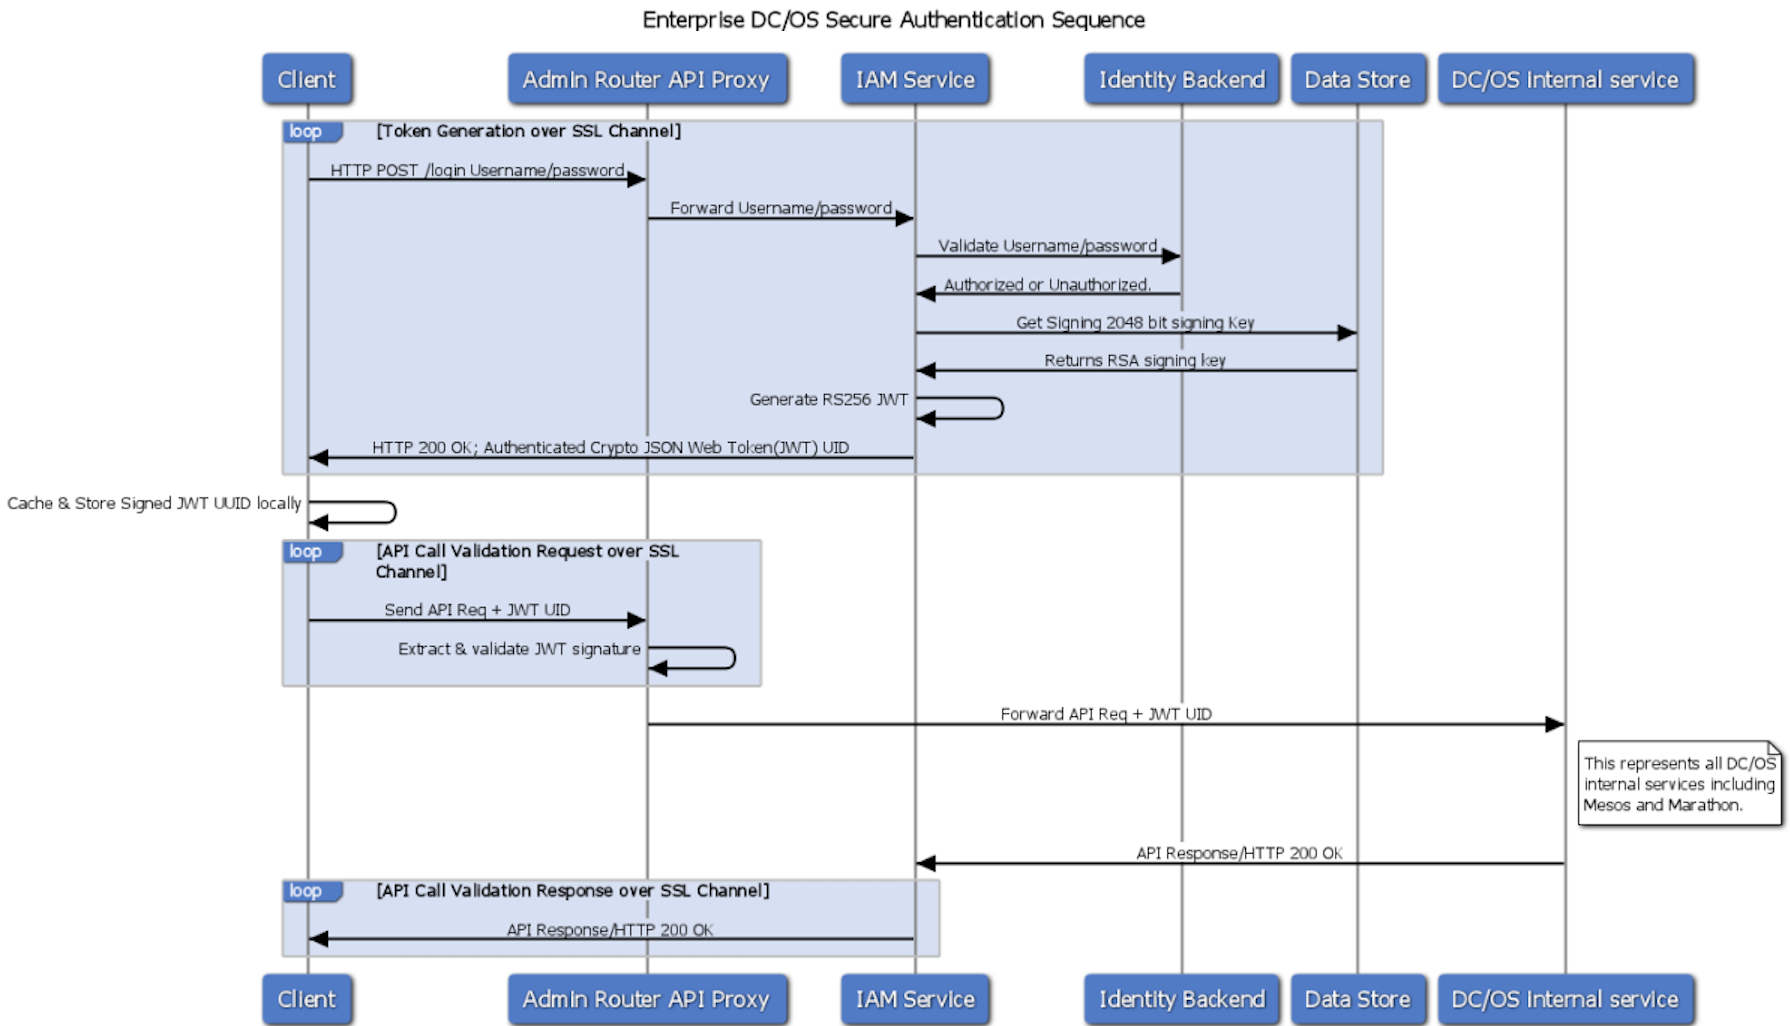 Enterprise DC/OS Secure Authentication Sequence
Client
Admin Router API Proxy
IAM Service
Identity Backend
Data Store
DC/OS internal service
loop
[Token Generation over SSL Channel]
HTTP POST /login Username/password
Forward Username/password
Validate Username/password
Authorized or Unauthorized.
Get Signing 2048 bit signing Key
Returns RSA signing key
Generate RS256 JWT
HTTP 200 OK; Authenticated Crypto JSON Web Token(JWT) UID
Cache & Store Signed JWT UUID locally
loop
[API Call Validation Request over SSL
Channel]
Send API Req + JWT UID
Extract & validate JWT signature
Forward API Req + JWT UID
This represents all DC/OS
internal services including
Mesos and Marathon.
API Response/HTTP 200 OK
loop
[API Call Validation Response over SSL Channel]
API Response/HTTP 200 OK
Client
Admin Router API Proxy
IAM Service
Identity Backend
Data Store
DC/OS internal service